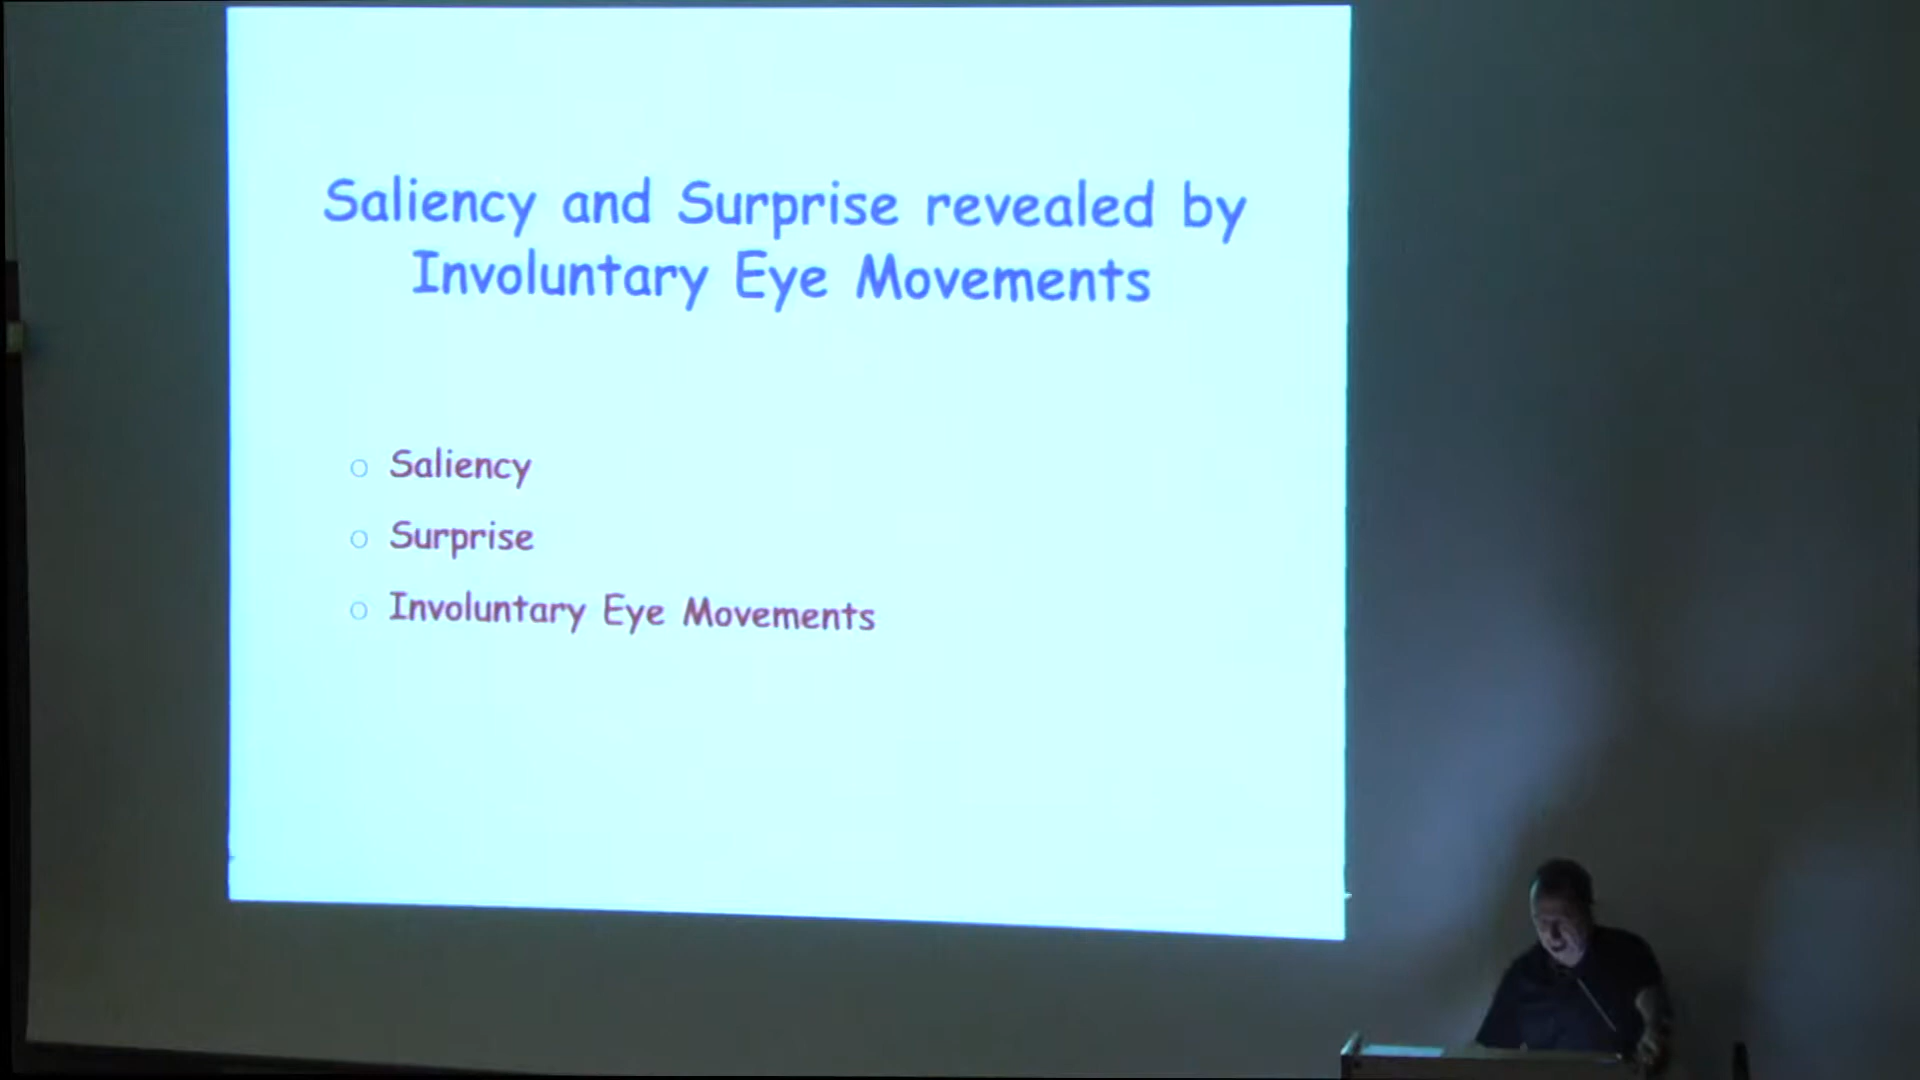 Saliency and Surprise revealed by
Involuntary Eye Movements
o Saliency
o Surprise
o Involuntary Eye Movements